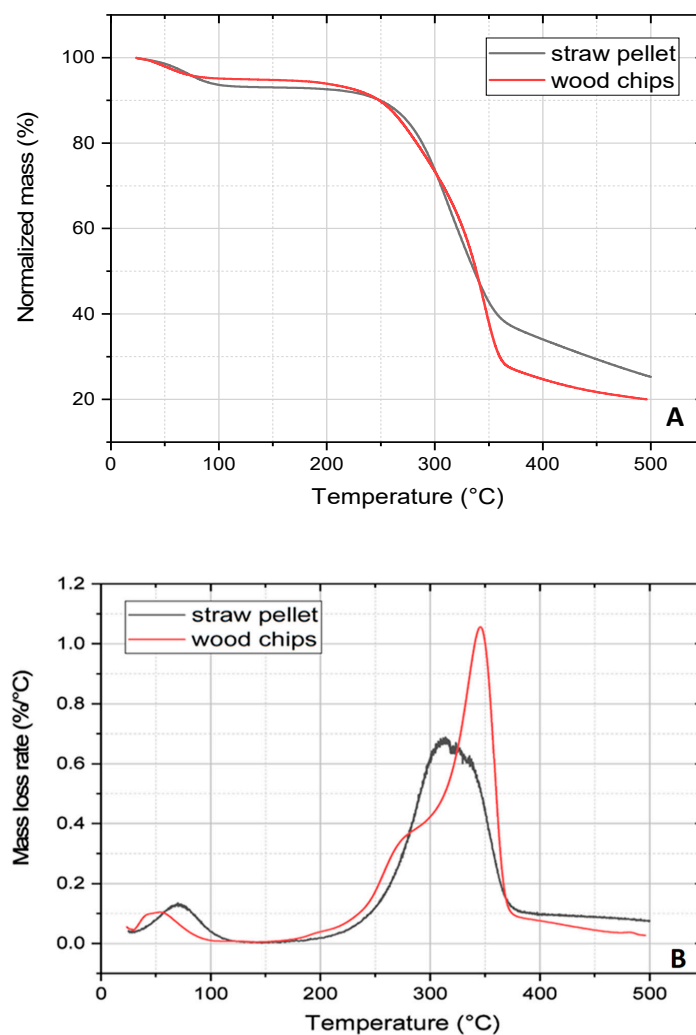 100
80
60
40
20
Normalized mass (%)
straw pellet
wood chips
A
0 100 200 300 400 500
Temperature (°C)
1.2
1.0
0.8
0.6
0.4
0.2
0.0
Mass loss rate (%/°C)
straw pellet
wood chips
B
0 100 200 300 400 500
Temperature (°C)